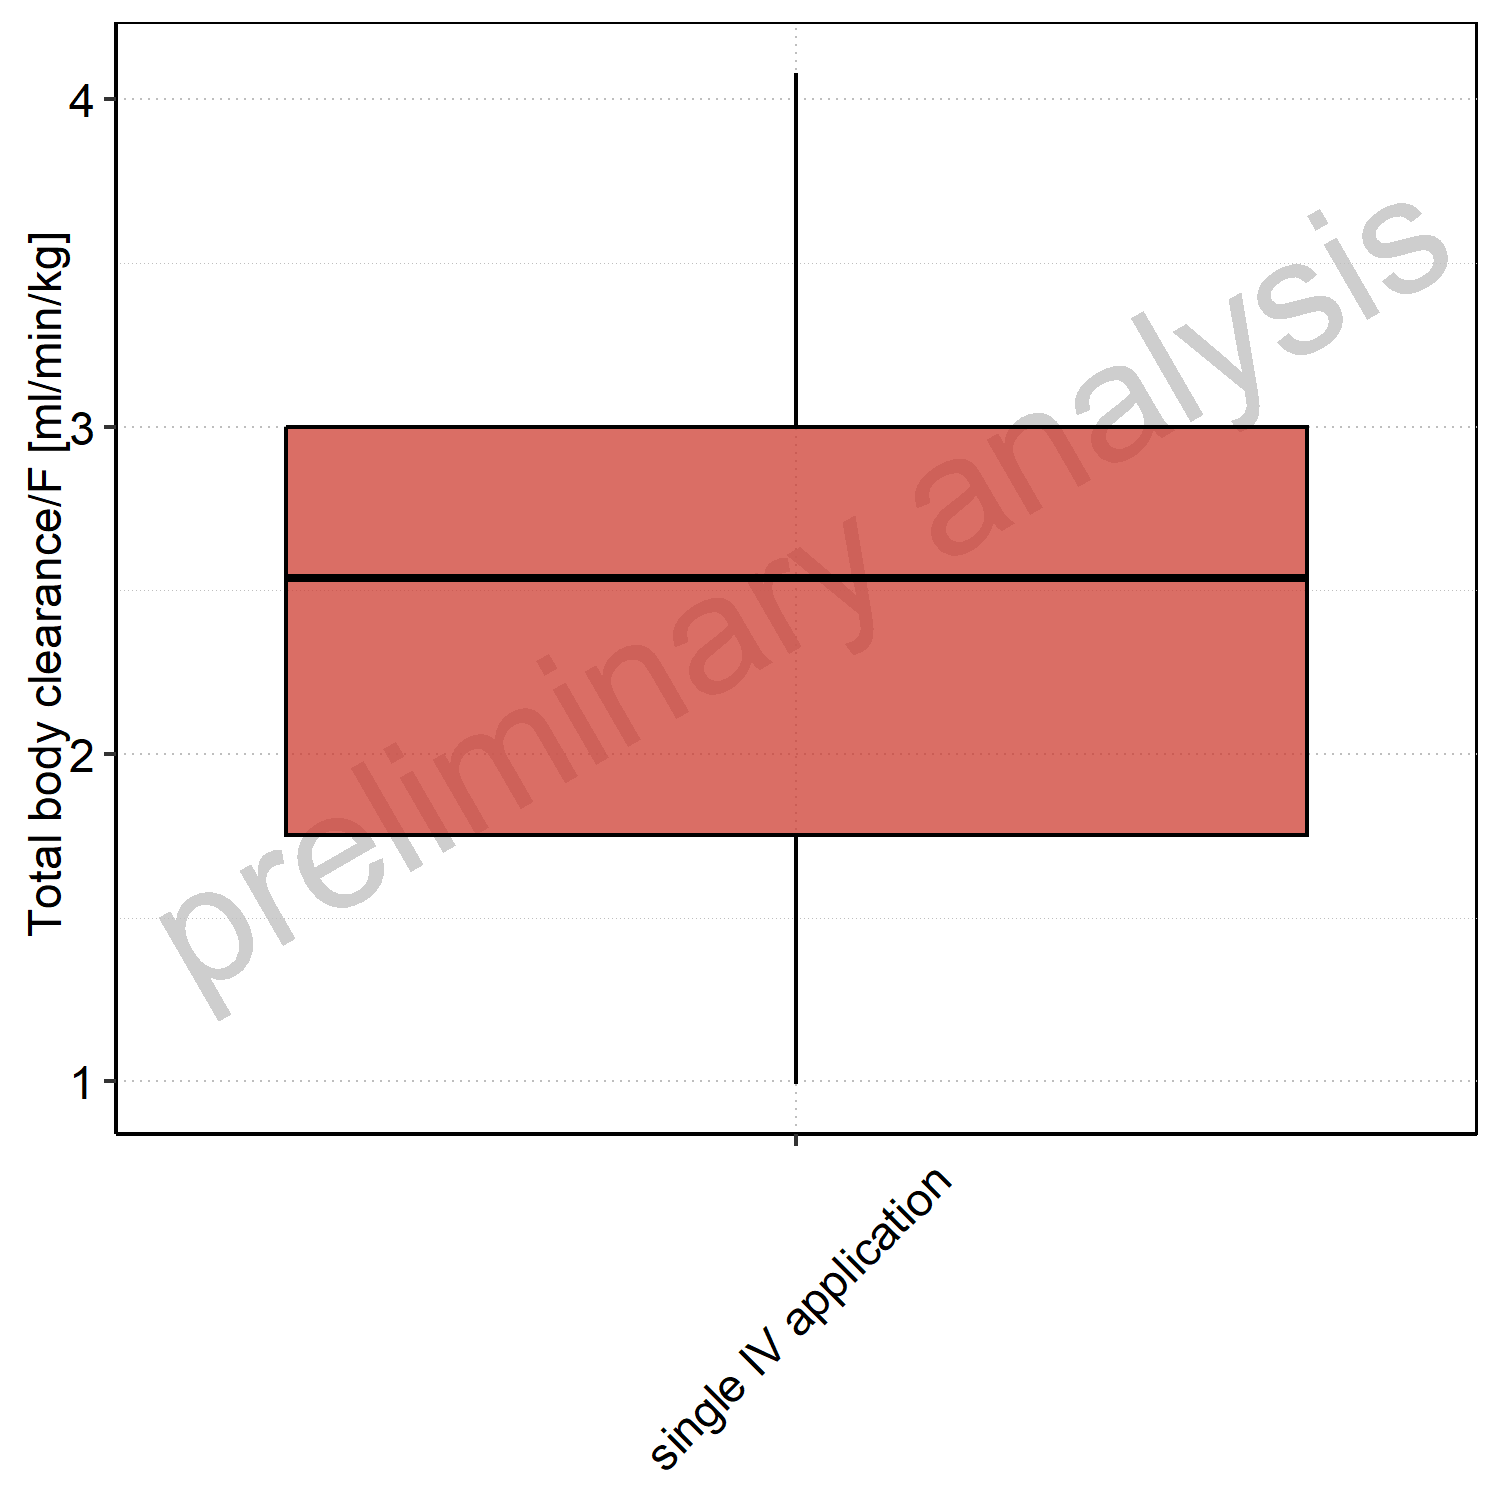 4
3
2
1
Total body clearance/F [ml/min/kg]
preliminary analysis
single IV application